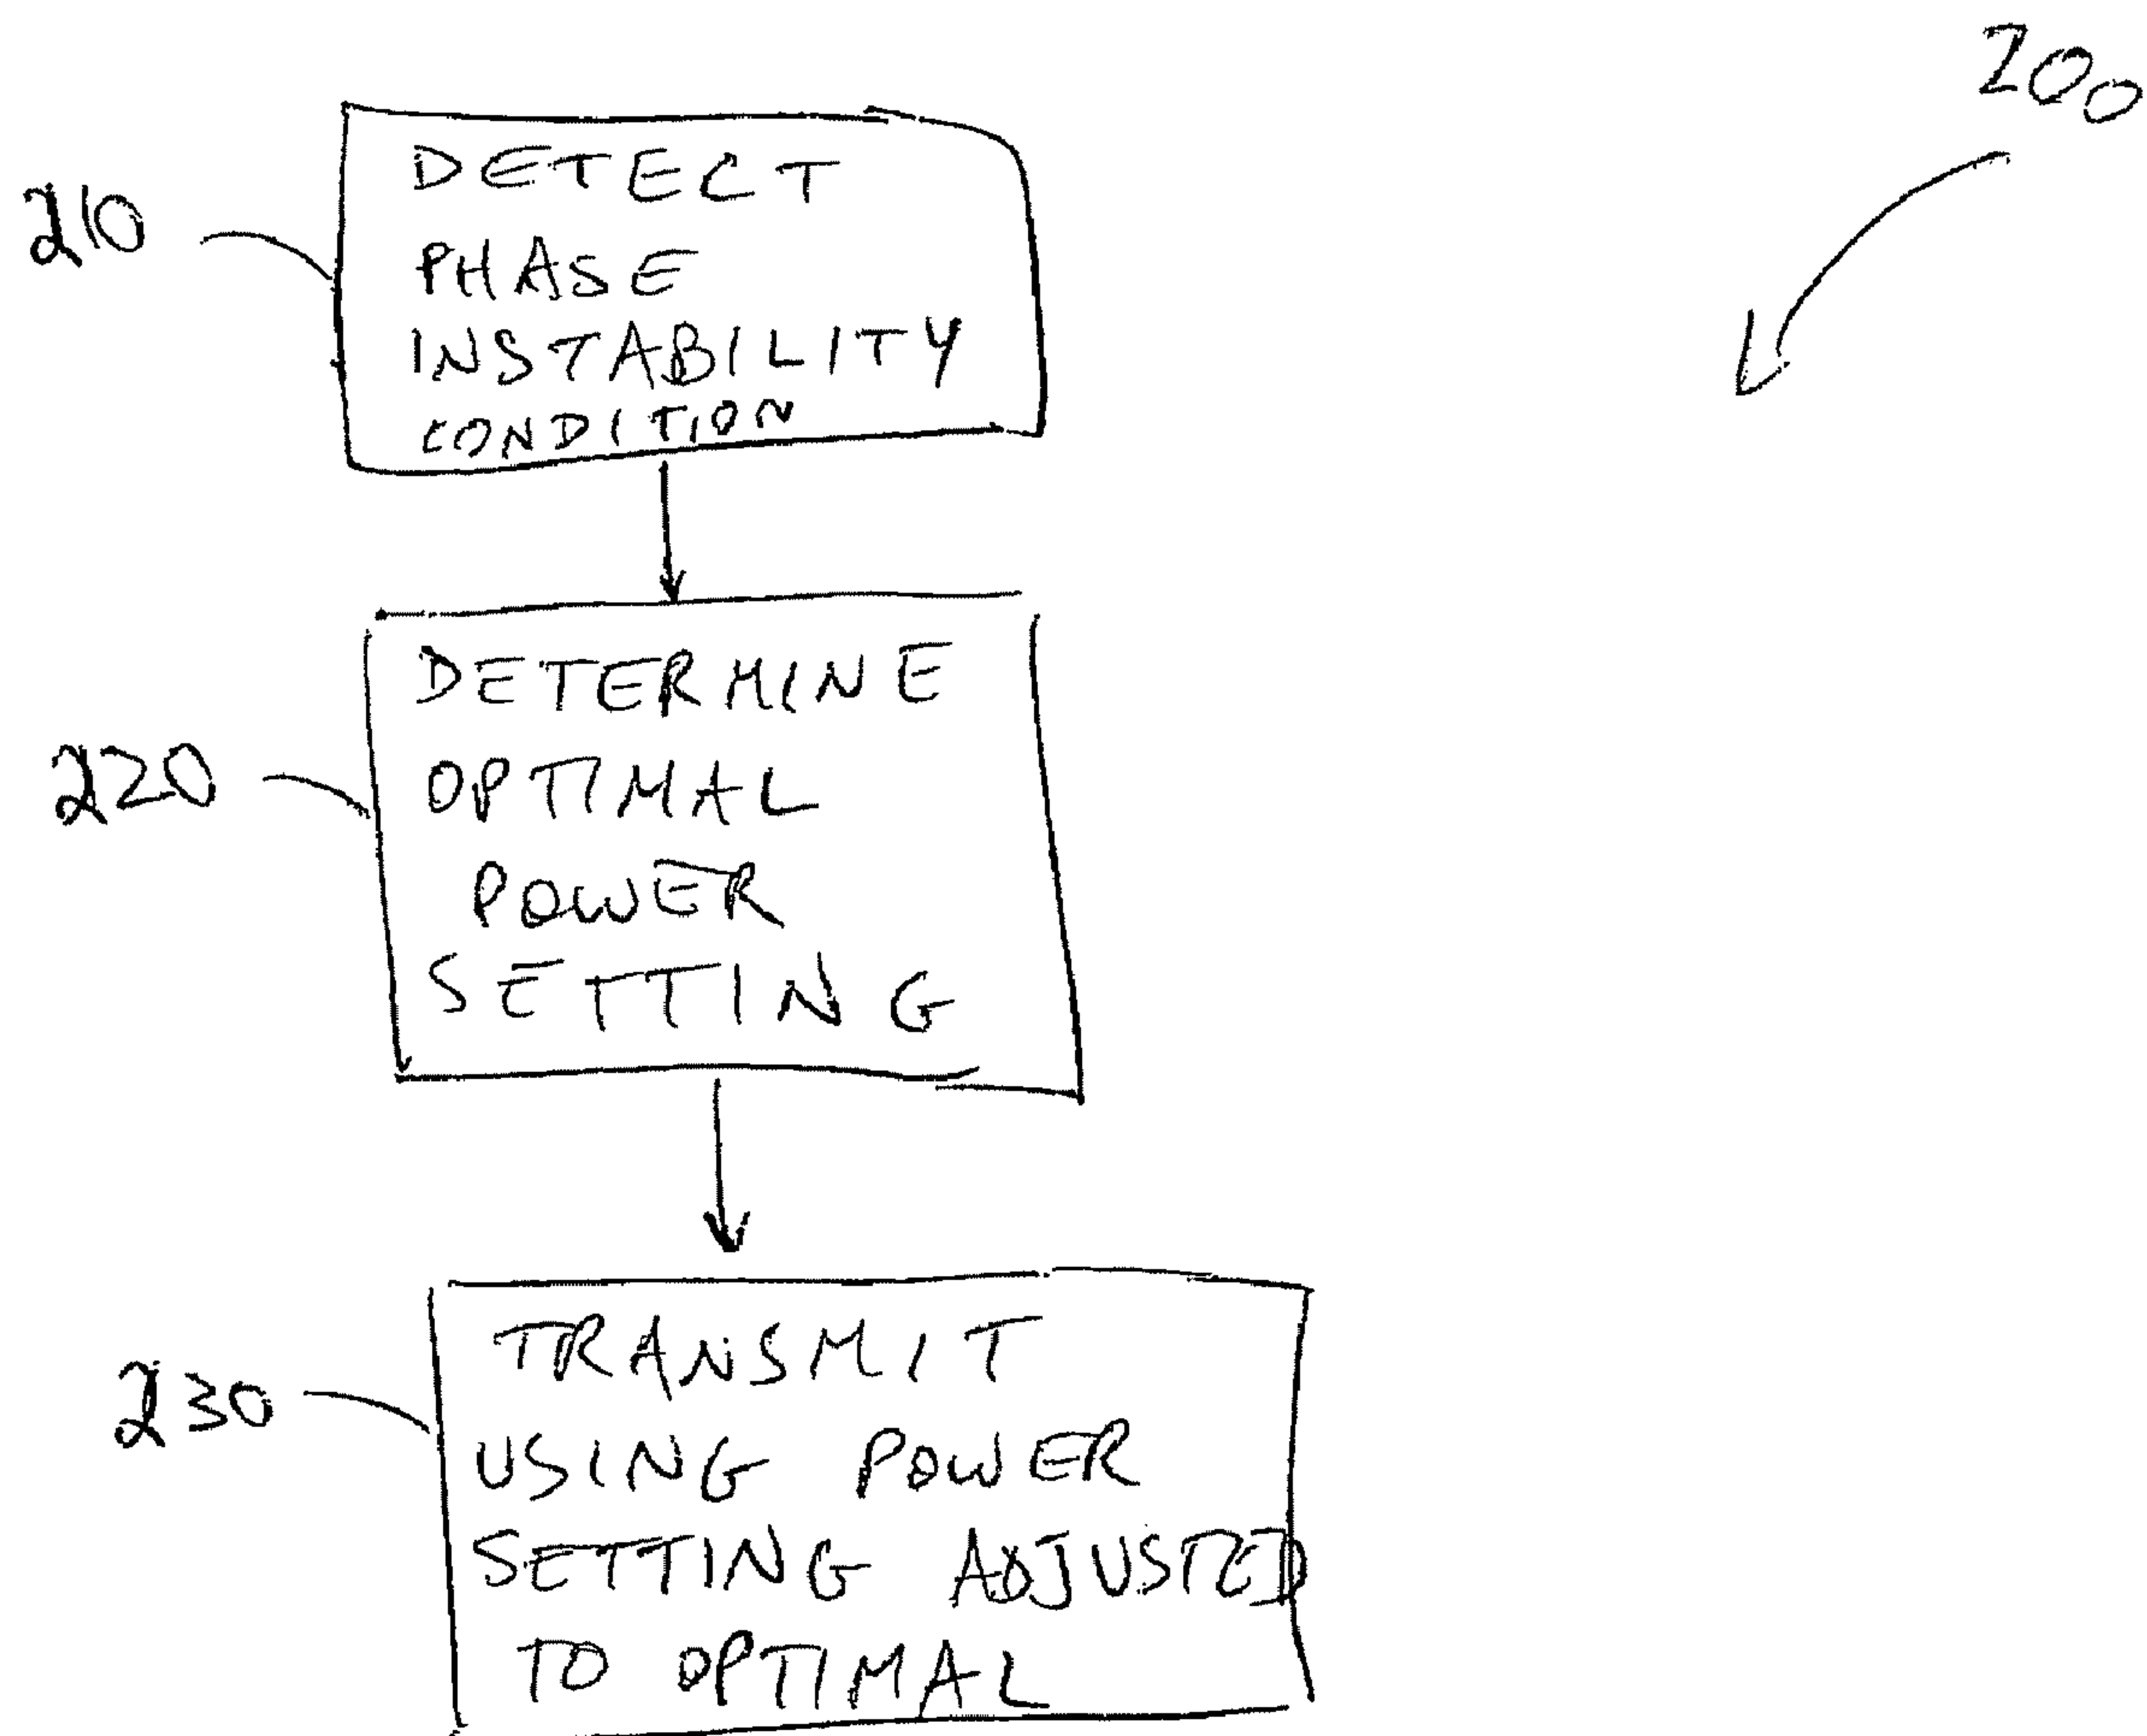 200
210
DETECT
PHASE
INSTABILITY
CONDITION
220
DETERMINE
OPTIMAL
POWER
SETTING
230
TRANSMIT
USING POWER
SETTING ADJUSTED
TO OPTIMAL